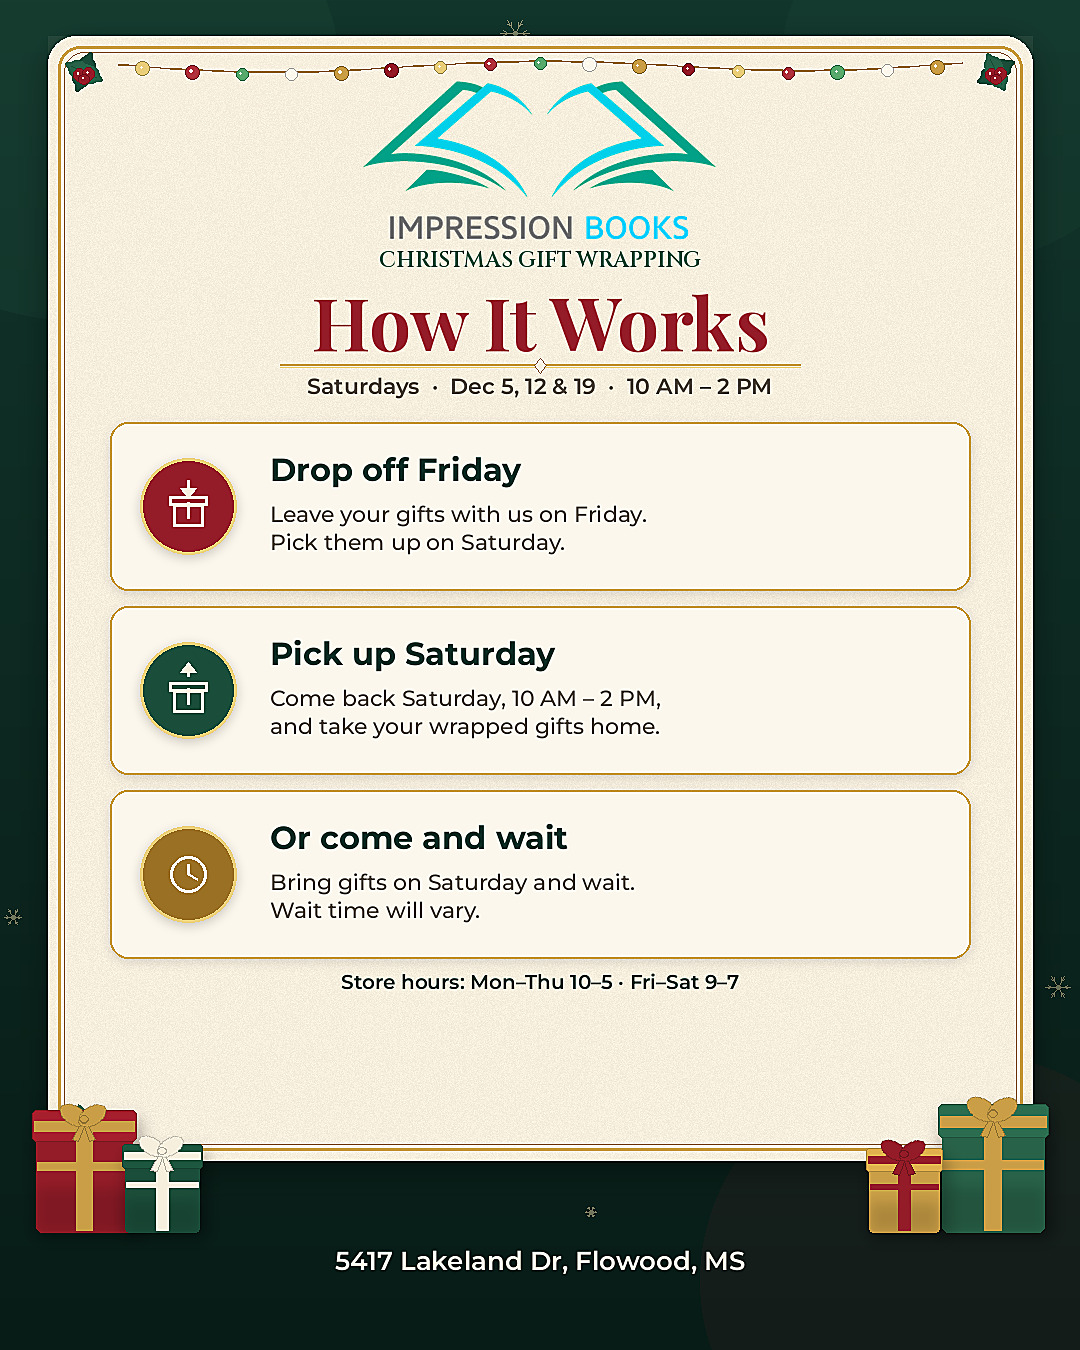 IMPRESSION BOOKS
CHRISTMAS GIFT WRAPPING
How It Works
Saturdays · Dec 5, 12 & 19 · 10 AM – 2 PM
Drop off Friday
Leave your gifts with us on Friday.
Pick them up on Saturday.
Pick up Saturday
Come back Saturday, 10 AM – 2 PM,
and take your wrapped gifts home.
Or come and wait
Bring gifts on Saturday and wait.
Wait time will vary.
Store hours: Mon–Thu 10–5 · Fri–Sat 9–7
5417 Lakeland Dr, Flowood, MS